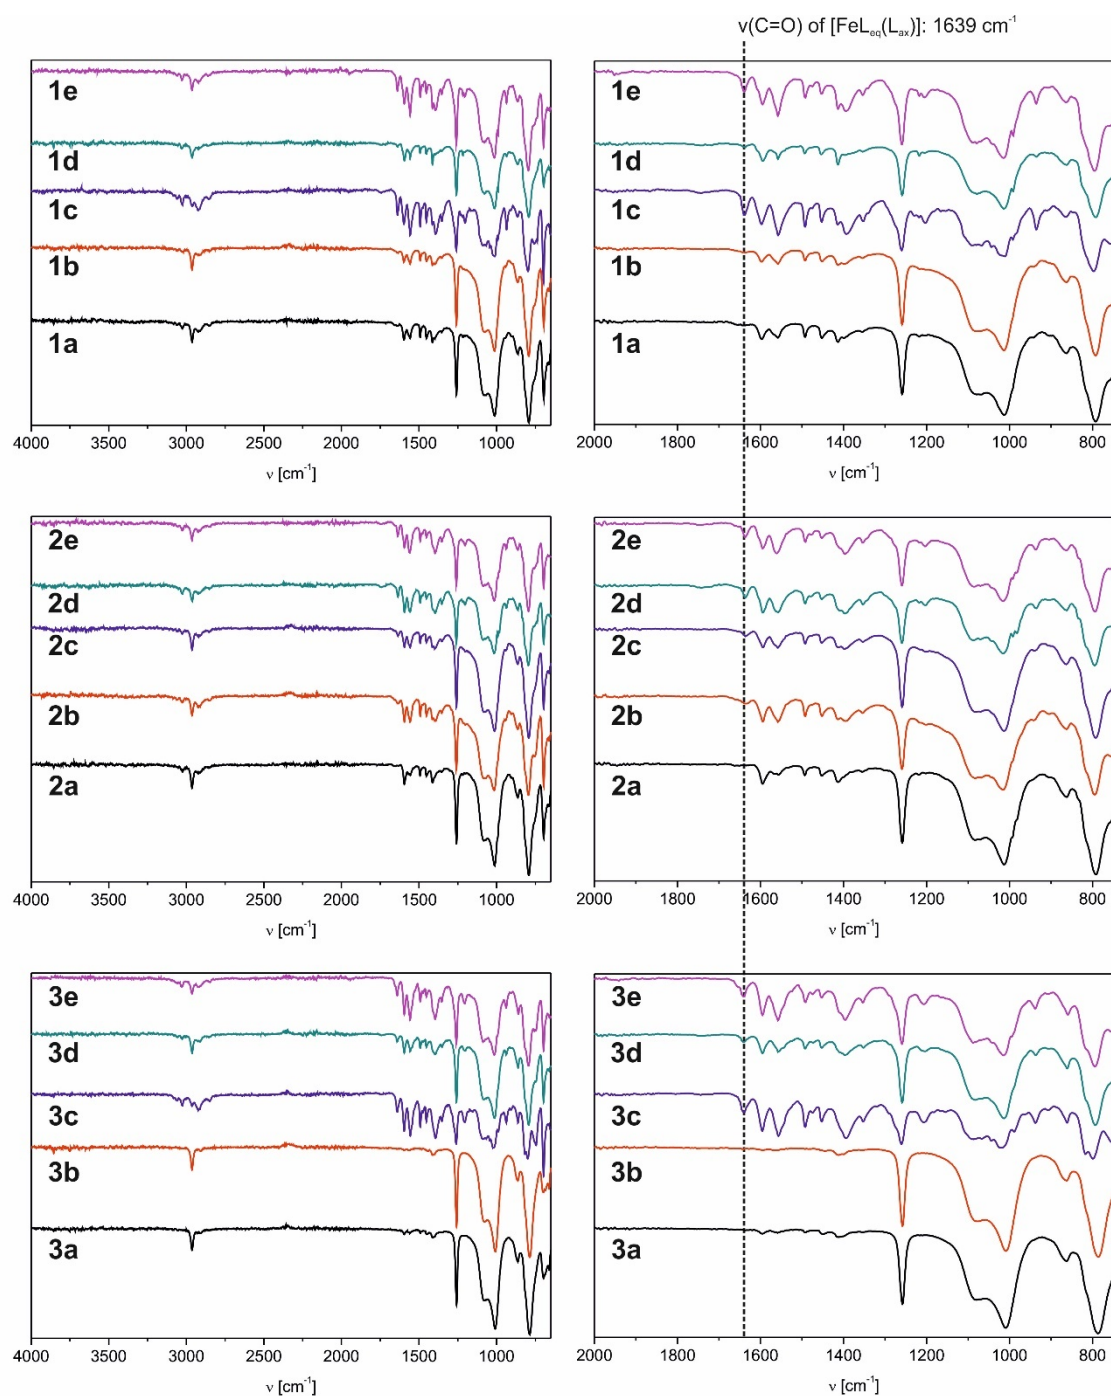 ν(C=O) of [FeLeq(Lax)]: 1639 cm-1
1e
1d
1c
1b
1a
4000 3500 3000 2500 2000 1500 1000
ν [cm-1]
1e
1d
1c
1b
1a
2000 1800 1600 1400 1200 1000 800
ν [cm-1]
2e
2d
2c
2b
2a
4000 3500 3000 2500 2000 1500 1000
ν [cm-1]
2e
2d
2c
2b
2a
2000 1800 1600 1400 1200 1000 800
ν [cm-1]
3e
3d
3c
3b
3a
4000 3500 3000 2500 2000 1500 1000
ν [cm-1]
3e
3d
3c
3b
3a
2000 1800 1600 1400 1200 1000 800
ν [cm-1]